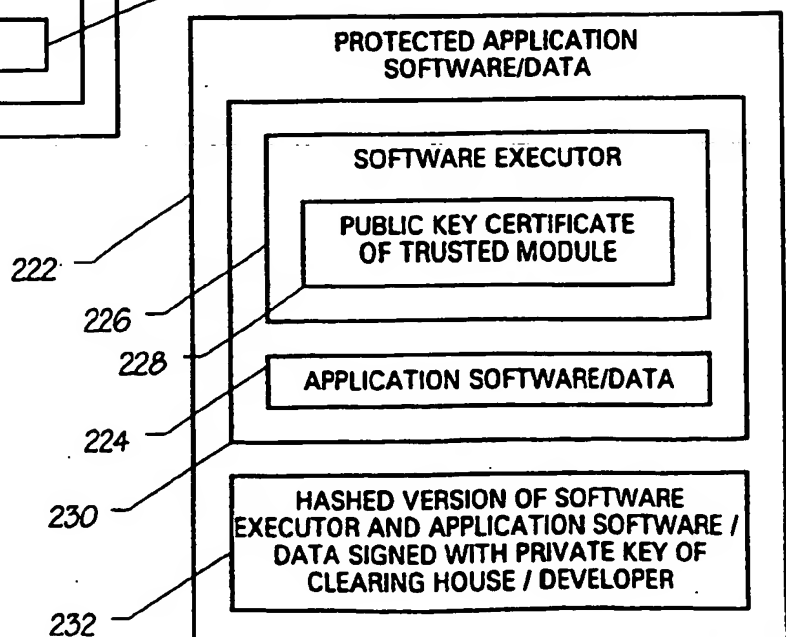 PROTECTED APPLICATION
SOFTWARE/DATA
SOFTWARE EXECUTOR
PUBLIC KEY CERTIFICATE
OF TRUSTED MODULE
222
226
228
APPLICATION SOFTWARE/DATA
224
230
HASHED VERSION OF SOFTWARE
EXECUTOR AND APPLICATION SOFTWARE /
DATA SIGNED WITH PRIVATE KEY OF
CLEARING HOUSE / DEVELOPER
232